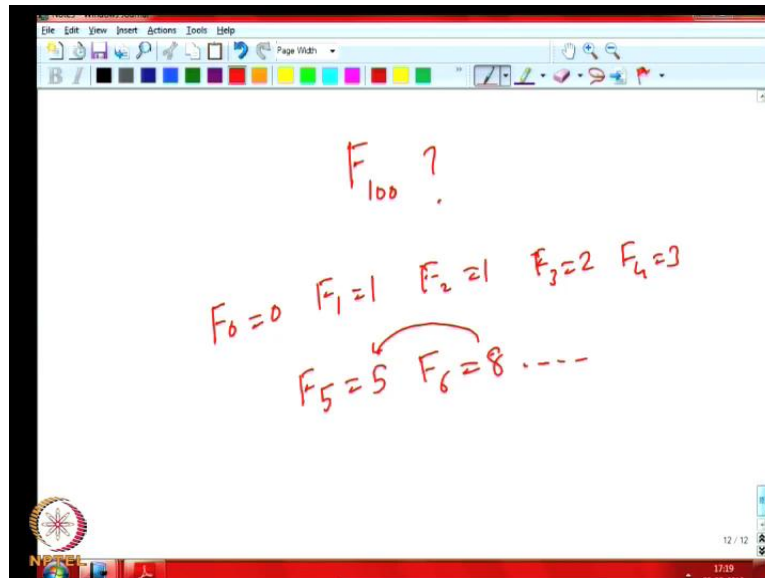 File Edit View Insert Actions Tools Help
Page Width
B I
F100 ?
F0 = 0 F1 = 1 F2 = 1 F3 = 2 F4 = 3
F5 = 5 F6 = 8 ----
12 / 12
NPTEL
17:19